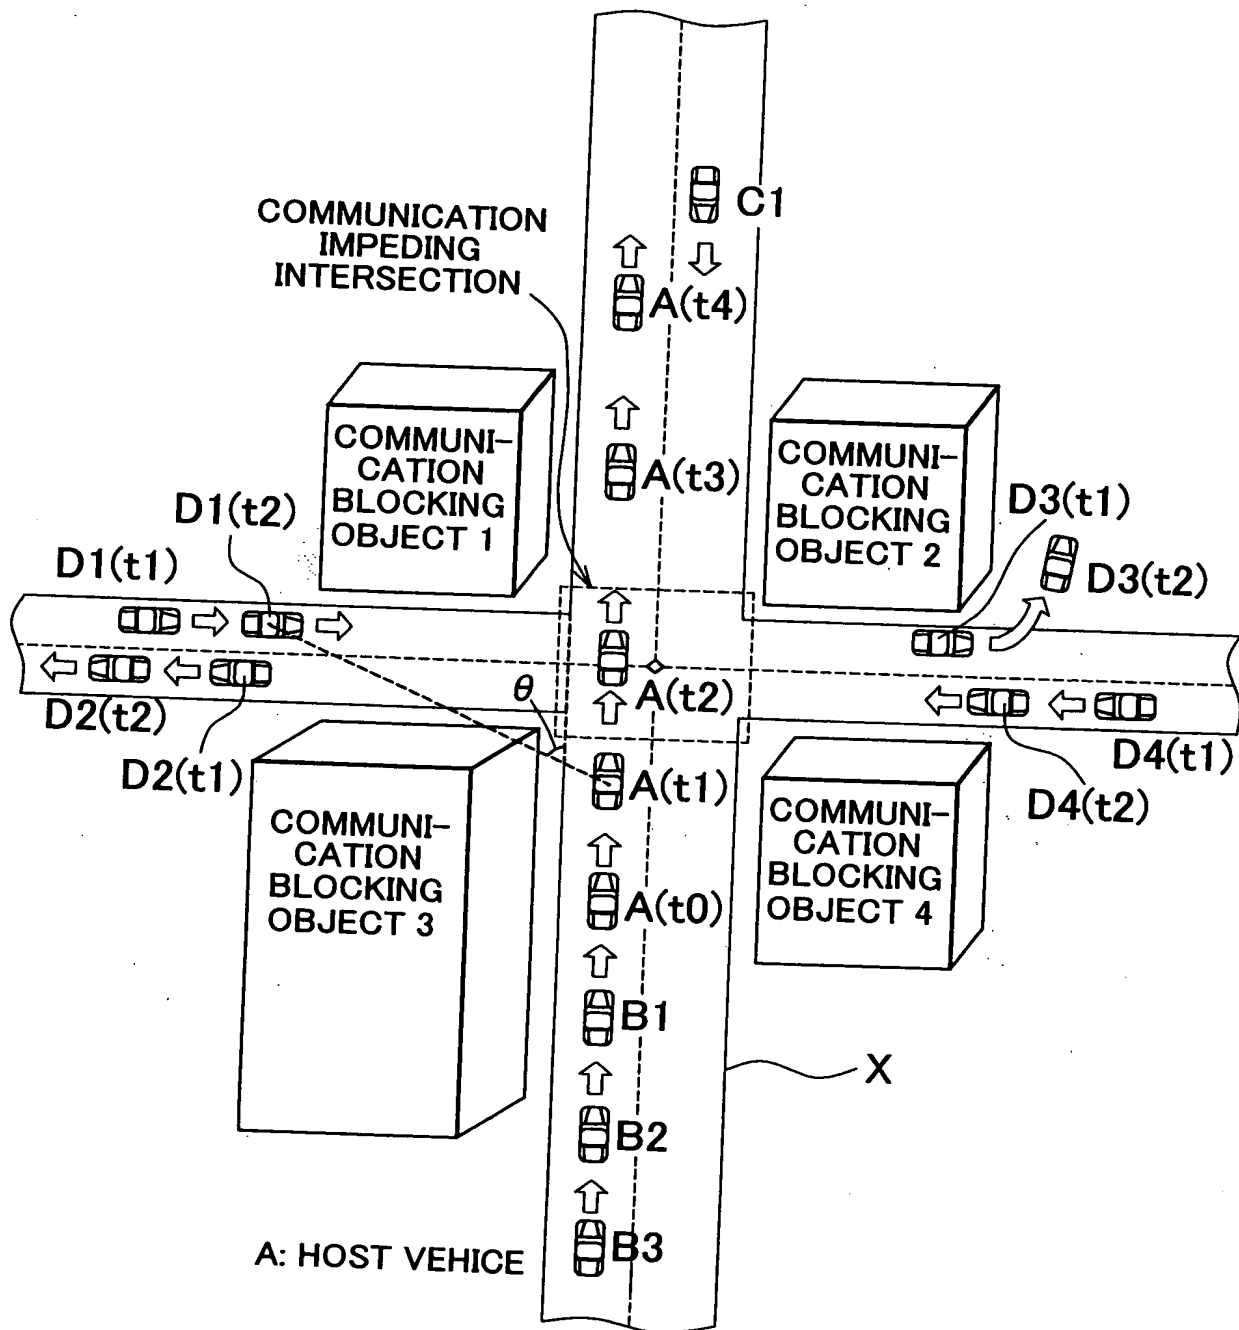 C1
COMMUNICATION
IMPEDING
INTERSECTION
A(t4)
COMMUNI-
CATION
BLOCKING
OBJECT 1
A(t3)
COMMUNI-
CATION
BLOCKING
OBJECT 2
D1(t2)
D3(t1)
D1(t1)
D3(t2)
A(t2)
θ
D2(t2)
D2(t1)
A(t1)
D4(t1)
D4(t2)
COMMUNI-
CATION
BLOCKING
OBJECT 3
COMMUNI-
CATION
BLOCKING
OBJECT 4
A(t0)
B1
X
B2
B3
A: HOST VEHICE